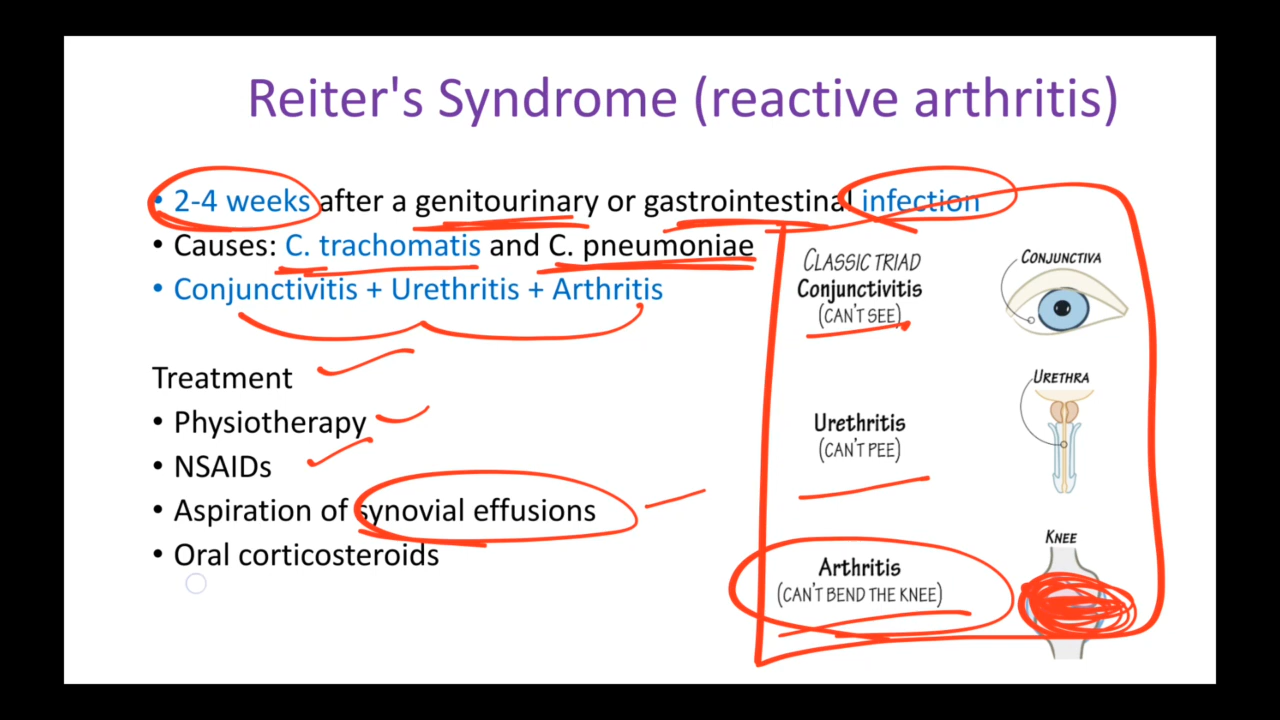 Reiter's Syndrome (reactive arthritis)
• 2-4 weeks after a genitourinary or gastrointestinal infection
• Causes: C. trachomatis and C. pneumoniae
• Conjunctivitis + Urethritis + Arthritis
Treatment
• Physiotherapy
• NSAIDs
• Aspiration of synovial effusions
• Oral corticosteroids
CLASSIC TRIAD
Conjunctivitis
(CAN'T SEE)
CONJUNCTIVA
Urethritis
(CAN'T PEE)
URETHRA
Arthritis
(CAN'T BEND THE KNEE)
KNEE